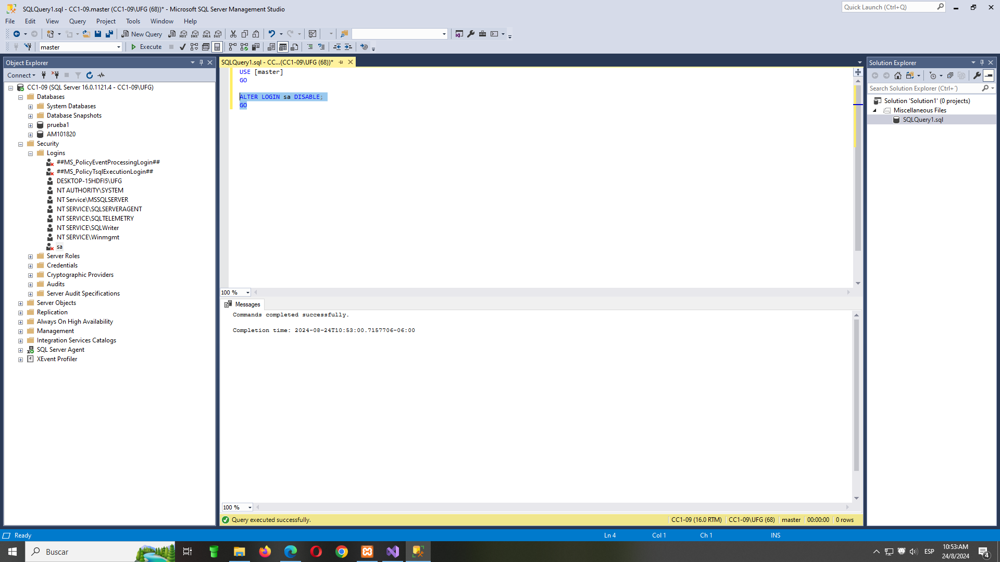 SQLQuery1.sql - CC1-09.master (CC1-09\UFG (68))* - Microsoft SQL Server Management Studio
Quick Launch (Ctrl+Q)
File Edit View Query Project Tools Window Help
New Query
MDX DMX XMLA DAX
master
Execute
Object Explorer
Connect
CC1-09 (SQL Server 16.0.1121.4 - CC1-09\UFG)
Databases
System Databases
Database Snapshots
prueba1
AM101820
Security
Logins
##MS_PolicyEventProcessingLogin##
##MS_PolicyTsqlExecutionLogin##
DESKTOP-15HDFI5\UFG
NT AUTHORITY\SYSTEM
NT Service\MSSQLSERVER
NT SERVICE\SQLSERVERAGENT
NT SERVICE\SQLTELEMETRY
NT SERVICE\SQLWriter
NT SERVICE\Winmgmt
sa
Server Roles
Credentials
Cryptographic Providers
Audits
Server Audit Specifications
Server Objects
Replication
Always On High Availability
Management
Integration Services Catalogs
SQL Server Agent
XEvent Profiler
SQLQuery1.sql - CC...(CC1-09\UFG (68))*
USE [master]
GO
ALTER LOGIN sa DISABLE;
GO
100 %
Messages
Commands completed successfully.
Completion time: 2024-08-24T10:53:00.7157706-06:00
100 %
Query executed successfully.
CC1-09 (16.0 RTM) CC1-09\UFG (68) master 00:00:00 0 rows
Solution Explorer
Search Solution Explorer (Ctrl+´)
Solution 'Solution1' (0 projects)
Miscellaneous Files
SQLQuery1.sql
Ready
Ln 4 Col 1 Ch 1 INS
Buscar
ESP
10:53:AM
24/8/2024
4